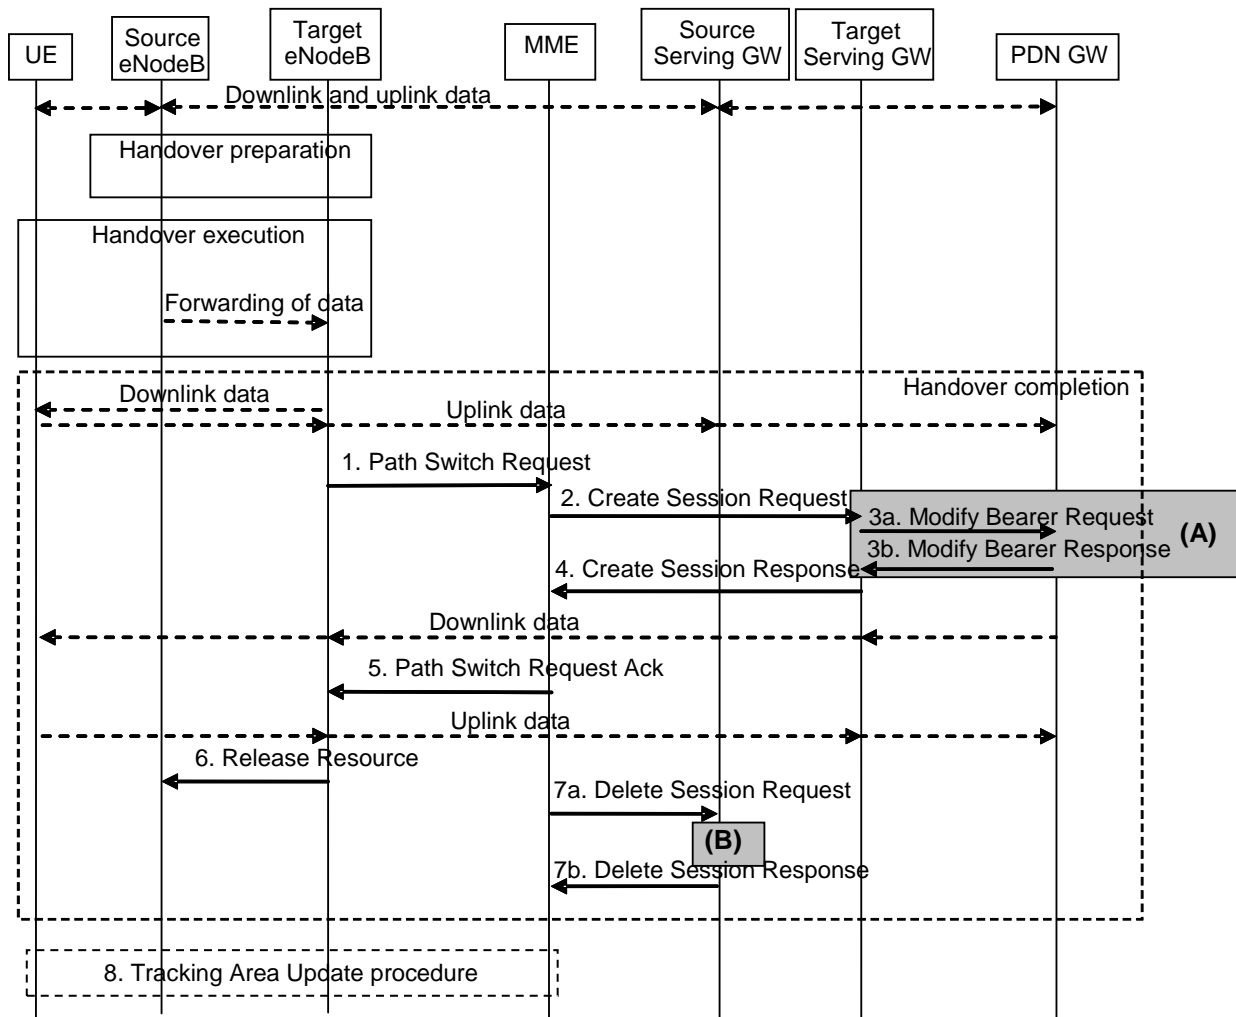 UE
Source
eNodeB
Target
eNodeB
MME
Source
Serving GW
Target
Serving GW
PDN GW
Downlink and uplink data
Handover preparation
Handover execution
Forwarding of data
Handover completion
Downlink data
Uplink data
1. Path Switch Request
2. Create Session Request
3a. Modify Bearer Request
(A)
3b. Modify Bearer Response
4. Create Session Response
Downlink data
5. Path Switch Request Ack
Uplink data
6. Release Resource
7a. Delete Session Request
(B)
7b. Delete Session Response
8. Tracking Area Update procedure